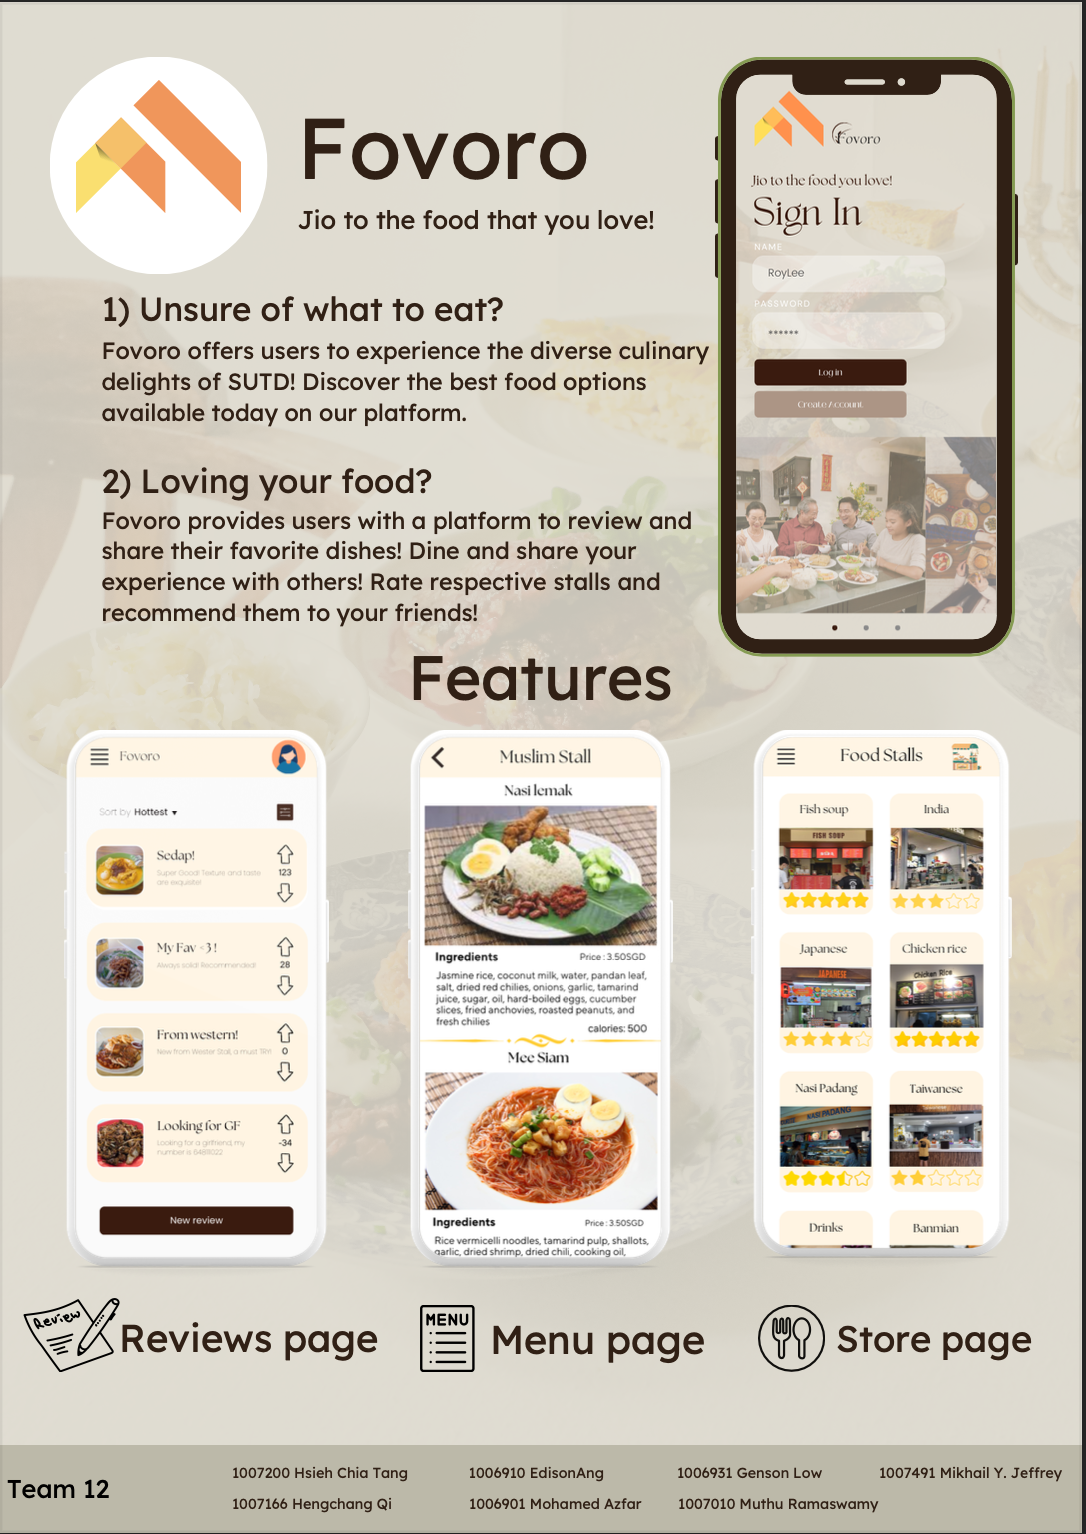 Fovoro
Jio to the food that you love!
1) Unsure of what to eat?
Fovoro offers users to experience the diverse culinary
delights of SUTD! Discover the best food options
available today on our platform.
2) Loving your food?
Fovoro provides users with a platform to review and
share their favorite dishes! Dine and share your
experience with others! Rate respective stalls and
recommend them to your friends!
Fovoro
Jio to the food you love!
Sign In
NAME
RoyLee
PASSWORD
••••••
Log in
Create Account
Features
Fovoro
Sort by Hottest ▾
Sedap!
Super Good! Texture and taste
are exquisite!
123
My Fav <3 !
Always solid! Recommended!
28
From western!
New from Wester Stall, a must
0
Looking for GF
Looking for a girlfriend, my
number is 64811022
-34
New review
Muslim Stall
Nasi lemak
Ingredients
Price : 3.50SGD
Jasmine rice, coconut milk, water, pandan leaf,
salt, dried red chilies, onions, garlic, tamarind
juice, sugar, oil, hard-boiled eggs, cucumber
slices, fried anchovies, roasted peanuts, and
fresh chilies
calories: 500
Mee Siam
Ingredients
Price : 3.50SGD
Rice vermicelli noodles, tamarind pulp, shallots,
garlic, dried shrimp, dried chili, cooking oil,
Food Stalls
Fish soup
India
FISH SOUP
Japanese
Chicken rice
JAPANESE
Chicken Rice
Nasi Padang
Taiwanese
NASI PADANG
Drinks
Banmian
Review
Reviews page
MENU
Menu page
Store page
Team 12
1007200 Hsieh Chia Tang
1006910 EdisonAng
1006931 Genson Low
1007491 Mikhail Y. Jeffrey
1007166 Hengchang Qi
1006901 Mohamed Azfar
1007010 Muthu Ramaswamy